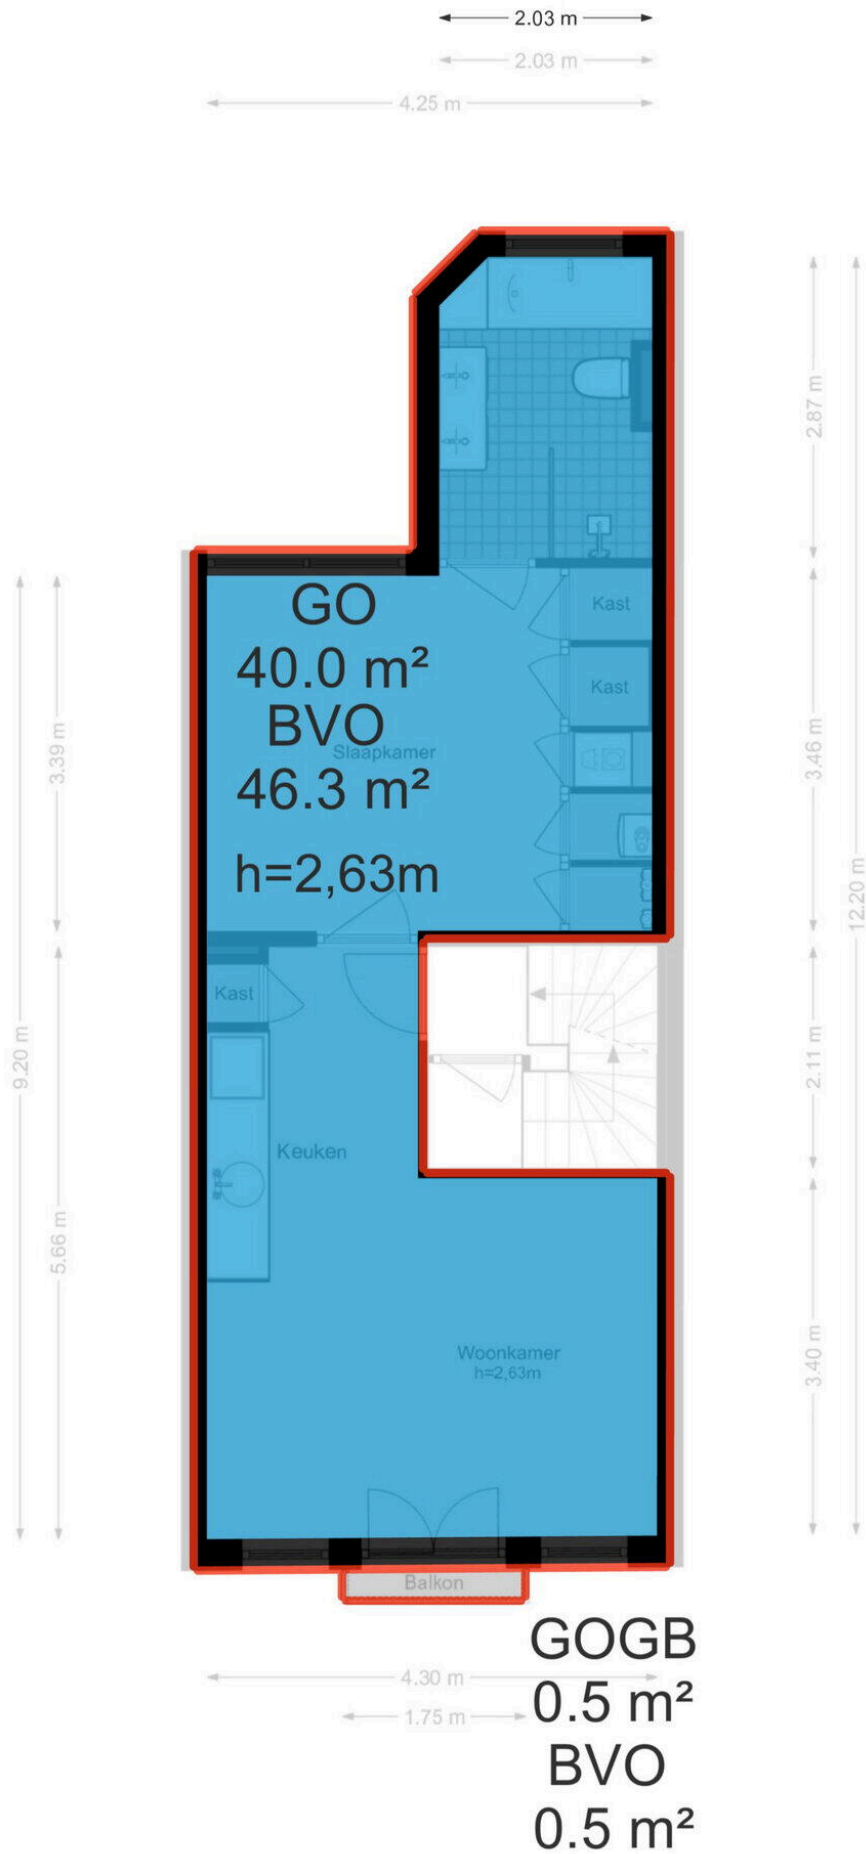 2.03 m
2.03 m
4.25 m
2.87 m
Kast
GO
40.0 m²
Kast
BVO
Slaapkamer
3.39 m
3.46 m
46.3 m²
h=2,63m
12.20 m
Kast
9.20 m
2.11 m
Keuken
5.66 m
Woonkamer
h=2,63m
3.40 m
Balkon
GOGB
4.30 m
0.5 m²
1.75 m
BVO
0.5 m²